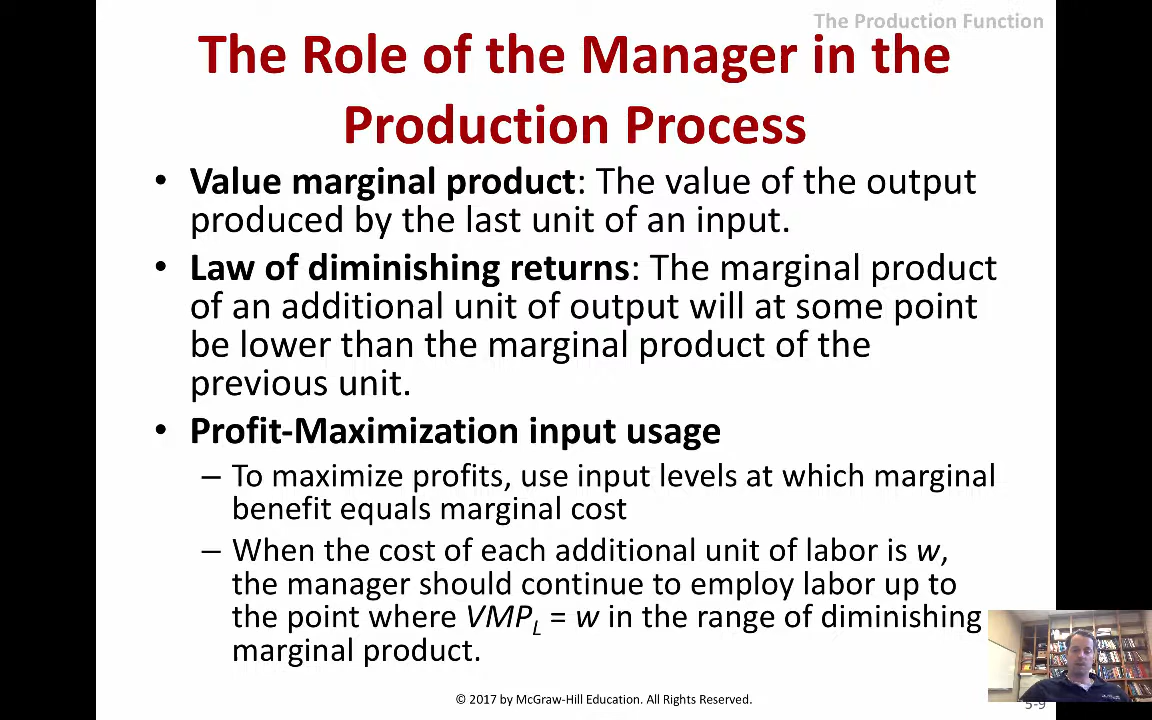 The Production Function
The Role of the Manager in the
Production Process
• Value marginal product: The value of the output
produced by the last unit of an input.
• Law of diminishing returns: The marginal product
of an additional unit of output will at some point
be lower than the marginal product of the
previous unit.
• Profit-Maximization input usage
– To maximize profits, use input levels at which marginal
benefit equals marginal cost
– When the cost of each additional unit of labor is w,
the manager should continue to employ labor up to
the point where VMPL = w in the range of diminishing
marginal product.
© 2017 by McGraw-Hill Education. All Rights Reserved.
5-9